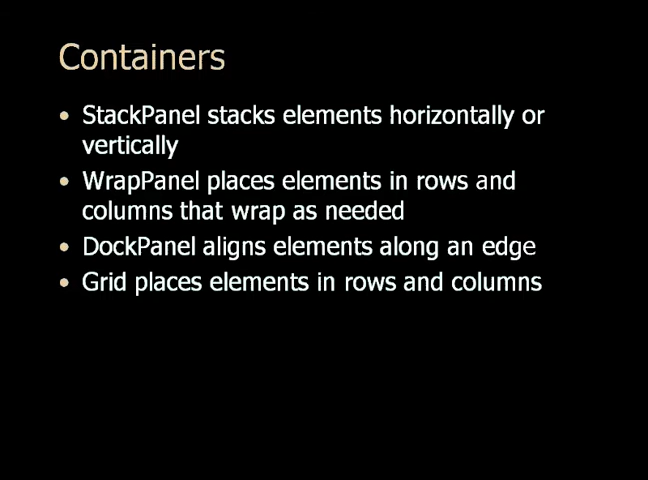 Containers
• StackPanel stacks elements horizontally or
vertically
• WrapPanel places elements in rows and
columns that wrap as needed
• DockPanel aligns elements along an edge
• Grid places elements in rows and columns